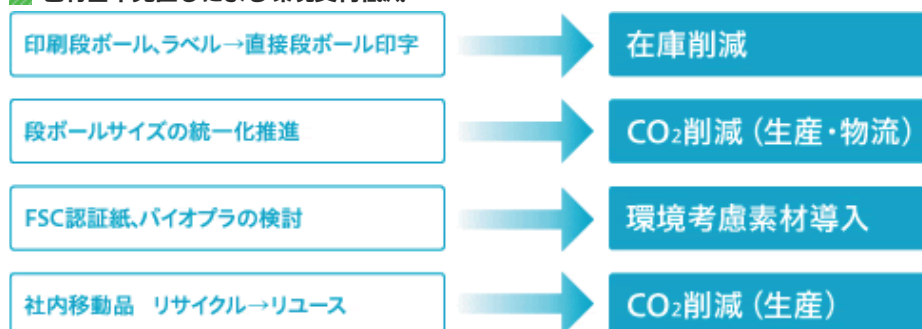 印刷段ボール、ラベル→直接段ボール印字
在庫削減
段ボールサイズの統一化推進
CO₂削減（生産・物流）
FSC認証紙、バイオプラの検討
環境考慮素材導入
社内移動品　リサイクル→リユース
CO₂削減（生産）